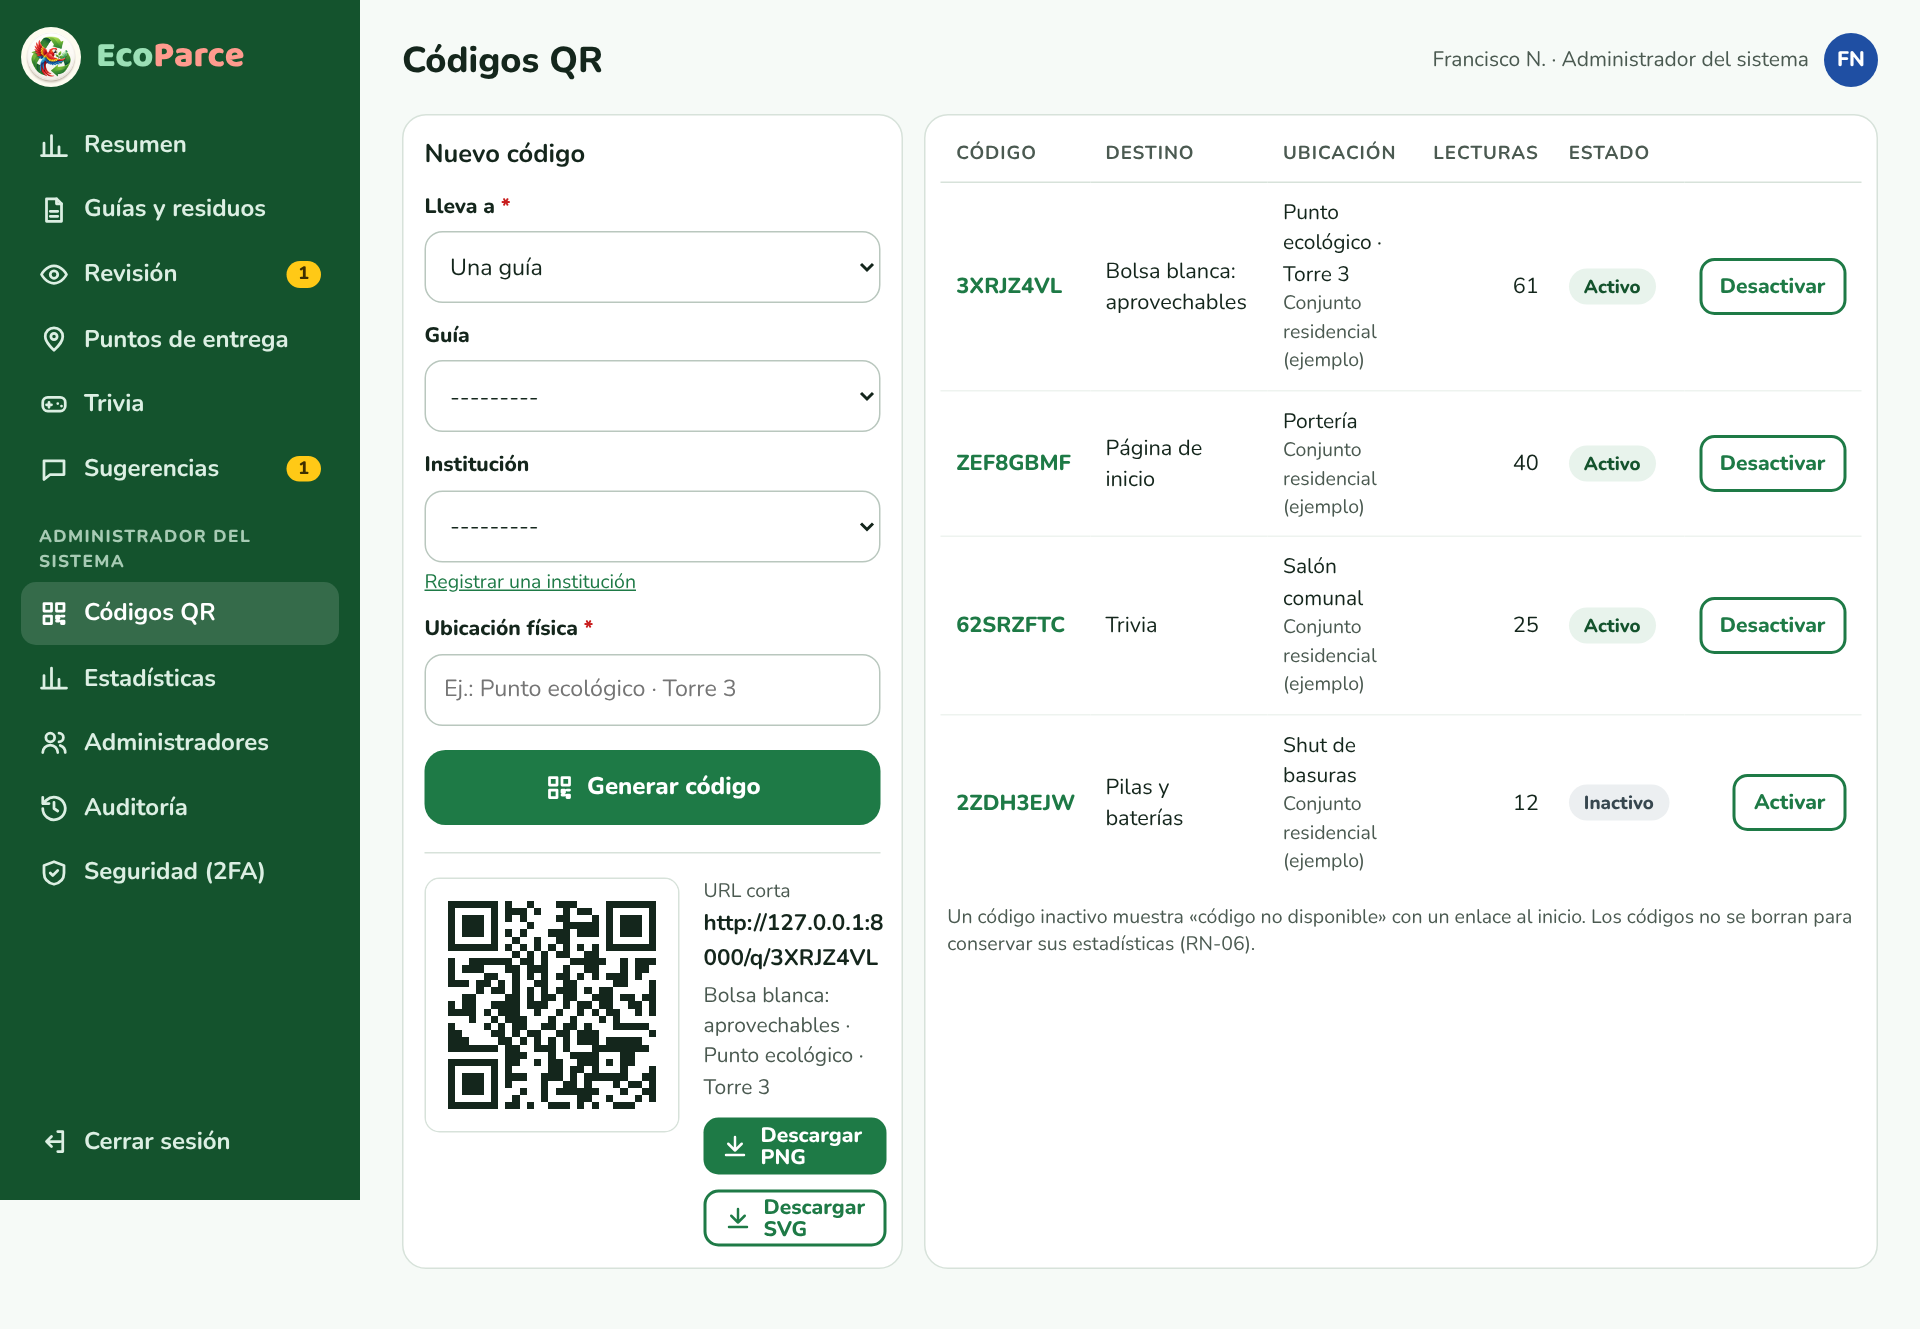 EcoParce
Resumen
Guías y residuos
Revisión 1
Puntos de entrega
Trivia
Sugerencias 1
ADMINISTRADOR DEL
SISTEMA
Códigos QR
Estadísticas
Administradores
Auditoría
Seguridad (2FA)
Cerrar sesión
Códigos QR
Francisco N. · Administrador del sistema FN
Nuevo código
Lleva a *
Una guía
Guía
---------
Institución
---------
Registrar una institución
Ubicación física *
Ej.: Punto ecológico · Torre 3
Generar código
URL corta
http://127.0.0.1:8
000/q/3XRJZ4VL
Bolsa blanca:
aprovechables ·
Punto ecológico ·
Torre 3
Descargar
PNG
Descargar
SVG
CÓDIGO DESTINO UBICACIÓN LECTURAS ESTADO
3XRJZ4VL
Bolsa blanca:
aprovechables
Punto
ecológico ·
Torre 3
Conjunto
residencial
(ejemplo)
61
Activo
Desactivar
ZEF8GBMF
Página de
inicio
Portería
Conjunto
residencial
(ejemplo)
40
Activo
Desactivar
62SRZFTC
Trivia
Salón
comunal
Conjunto
residencial
(ejemplo)
25
Activo
Desactivar
2ZDH3EJW
Pilas y
baterías
Shut de
basuras
Conjunto
residencial
(ejemplo)
12
Inactivo
Activar
Un código inactivo muestra «código no disponible» con un enlace al inicio. Los códigos no se borran para
conservar sus estadísticas (RN-06).